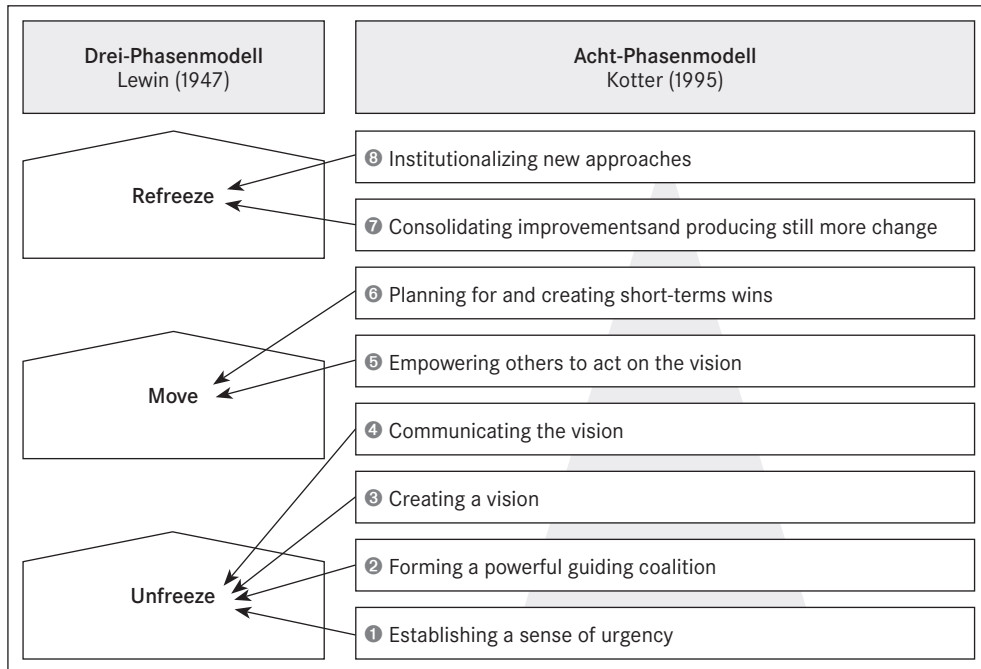 Drei-Phasenmodell
Lewin (1947)
Acht-Phasenmodell
Kotter (1995)
Refreeze
❽ Institutionalizing new approaches
❼ Consolidating improvementsand producing still more change
❻ Planning for and creating short-terms wins
Move
❺ Empowering others to act on the vision
❹ Communicating the vision
❸ Creating a vision
Unfreeze
❷ Forming a powerful guiding coalition
❶ Establishing a sense of urgency